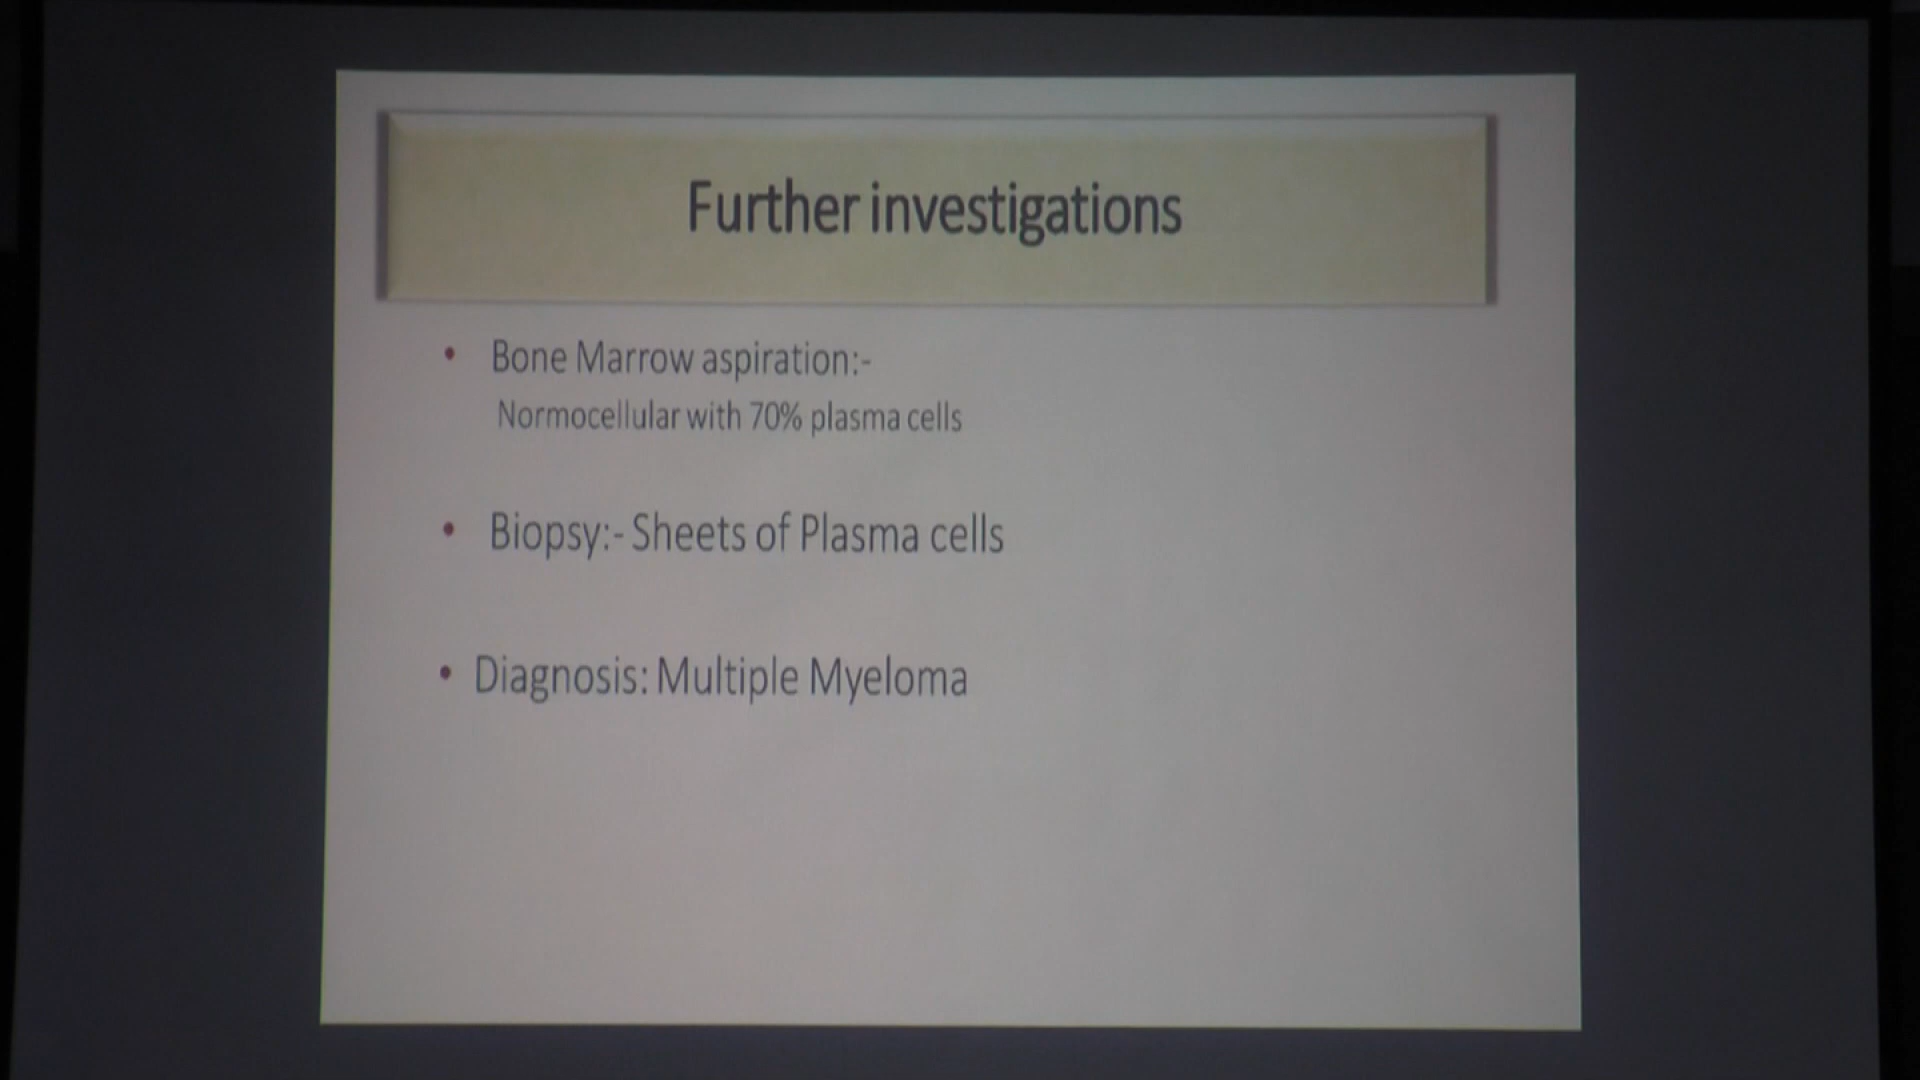 Further investigations
• Bone Marrow aspiration:-
Normocellular with 70% plasma cells
• Biopsy:- Sheets of Plasma cells
• Diagnosis: Multiple Myeloma